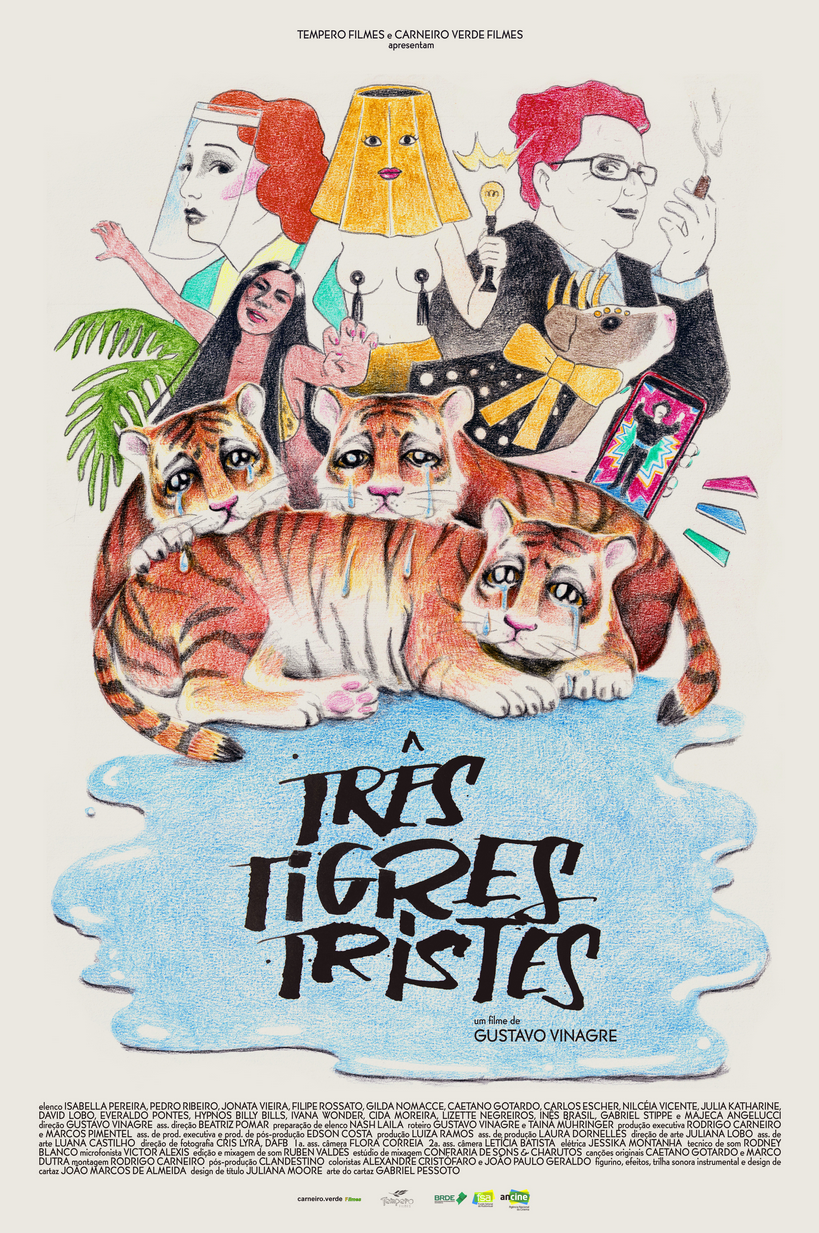 TEMPERO FILMES e CARNEIRO VERDE FILMES
apresentam
TRÊS
TIGRES
TRISTES
um filme de
GUSTAVO VINAGRE
elenco ISABELLA PEREIRA, PEDRO RIBEIRO, JONATA VIEIRA, FILIPE ROSSATO, GILDA NOMACCE, CAETANO GOTARDO, CARLOS ESCHER, NILCÉIA VICENTE, JULIA KATHARINE,
DAVID LOBO, EVERALDO PONTES, HYPNOS BILLY BILLS, IVANA WONDER, CIDA MOREIRA, LIZETTE NEGREIROS, INÊS BRASIL, GABRIEL STIPPE e MAJECA ANGELUCCI
direção GUSTAVO VINAGRE ass. direção BEATRIZ POMAR preparação de elenco NASH LAILA roteiro GUSTAVO VINAGRE e TAINÁ MUHRINGER produção executiva RODRIGO CARNEIRO
e MARCOS PIMENTEL ass. de prod. executiva e prod. de pós-produção EDSON COSTA produção LUIZA RAMOS ass. de produção LAURA DORNELLES direção de arte JULIANA LOBO ass. de
arte LUANA CASTILHO direção de fotografia CRIS LYRA, DAFB 1a. ass. câmera FLORA CORREIA 2a. ass. câmera LETÍCIA BATISTA elétrica JESSIKA MONTANHA tecnico de som RODNEY
BLANCO microfonista VICTOR ALEXIS edição e mixagem de som RUBEN VALDES estúdio de mixagem CONFRARIA DE SONS & CHARUTOS canções originais CAETANO GOTARDO e MARCO
DUTRA montagem RODRIGO CARNEIRO pós-produção CLANDESTINO coloristas ALEXANDRE CRISTÓFARO e JOÃO PAULO GERALDO figurino, efeitos, trilha sonora instrumental e design de
cartaz JOÃO MARCOS DE ALMEIDA design de título JULIANA MOORE arte do cartaz GABRIEL PESSOTO
carneiro.verde Filmes Tempero FILMES BRDE fsa ancine